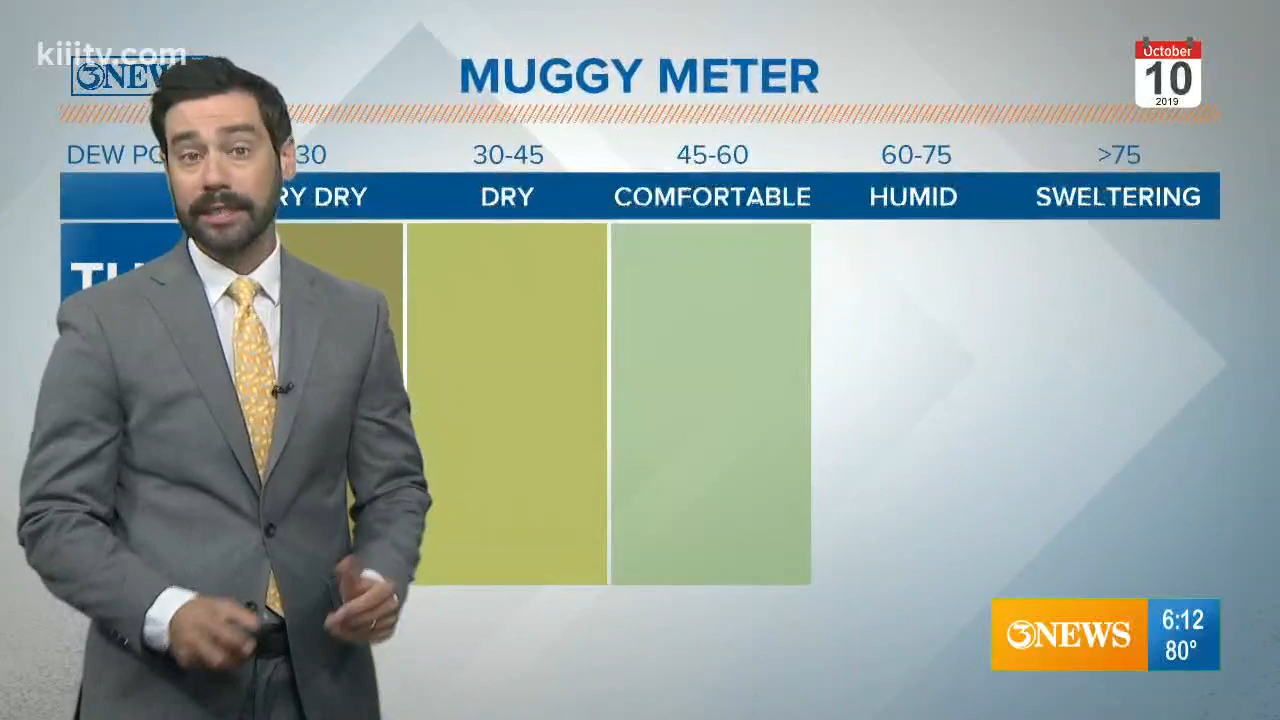 kiiitv.com
3NEW
MUGGY METER
October
10
2019
DEW PO
30
30-45
45-60
60-75
>75
RY DRY
DRY
COMFORTABLE
HUMID
SWELTERING
3NEWS
6:12
80°